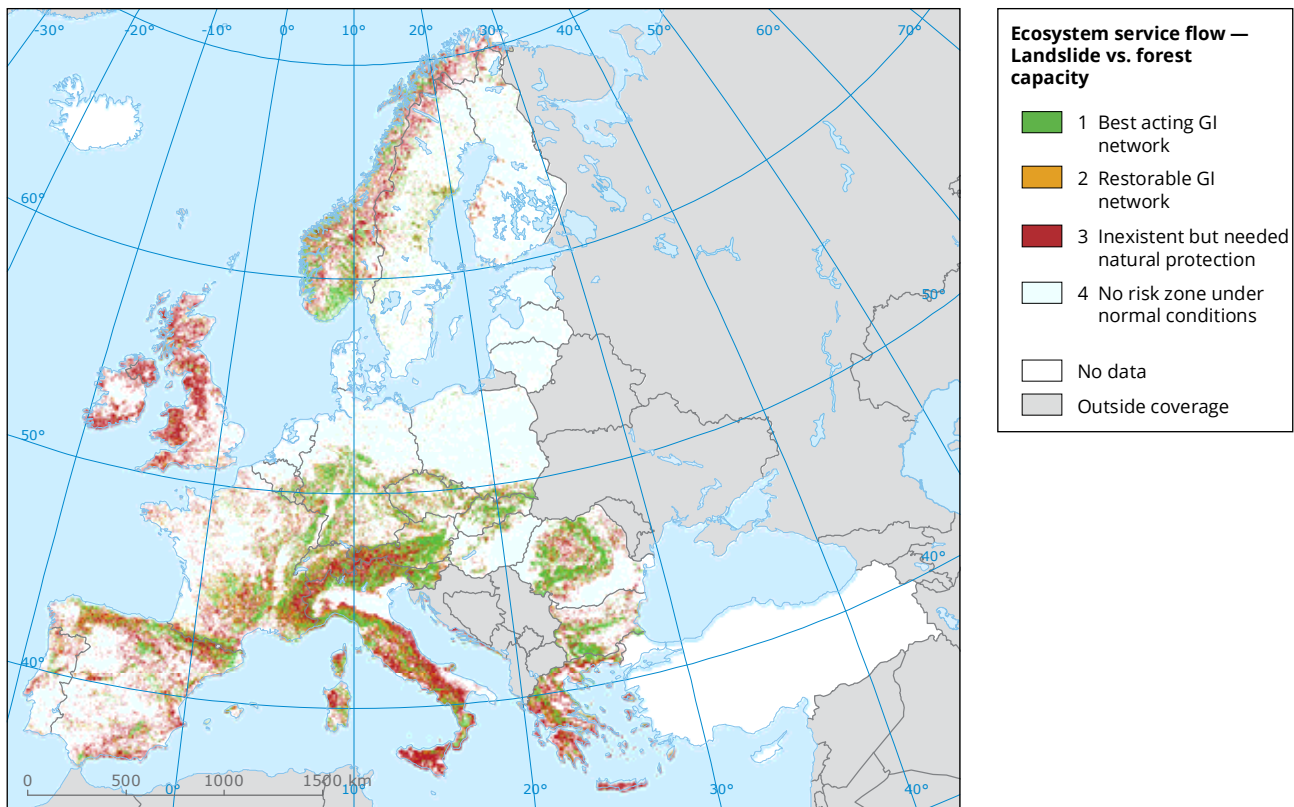 -30° -20° -10° 0° 10° 20° 30° 40° 50° 60° 70°
60°
50°
50°
40°
40°
0 500 1000 1500 km
0° 10° 20° 30° 40°
Ecosystem service flow —
Landslide vs. forest
capacity
1 Best acting GI
network
2 Restorable GI
network
3 Inexistent but needed
natural protection
4 No risk zone under
normal conditions
No data
Outside coverage